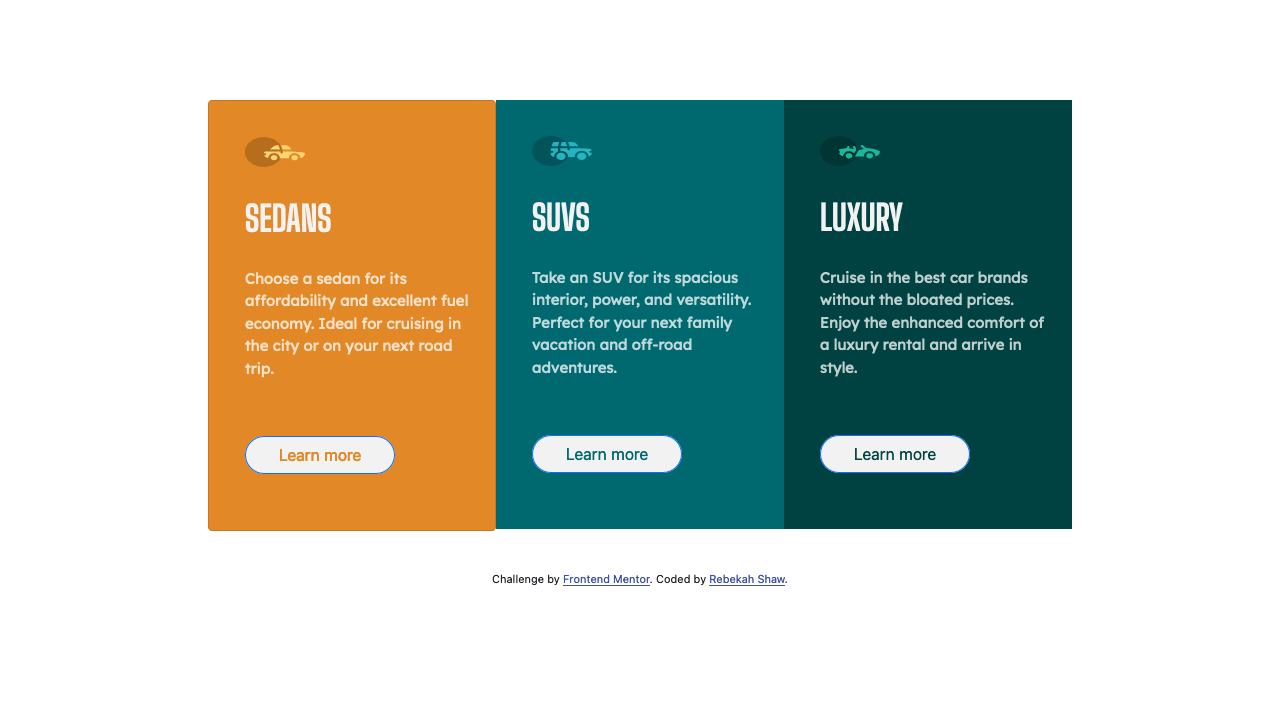 SEDANS
Choose a sedan for its
affordability and excellent fuel
economy. Ideal for cruising in
the city or on your next road
trip.
Learn more
SUVS
Take an SUV for its spacious
interior, power, and versatility.
Perfect for your next family
vacation and off-road
adventures.
Learn more
LUXURY
Cruise in the best car brands
without the bloated prices.
Enjoy the enhanced comfort of
a luxury rental and arrive in
style.
Learn more
Challenge by Frontend Mentor. Coded by Rebekah Shaw.